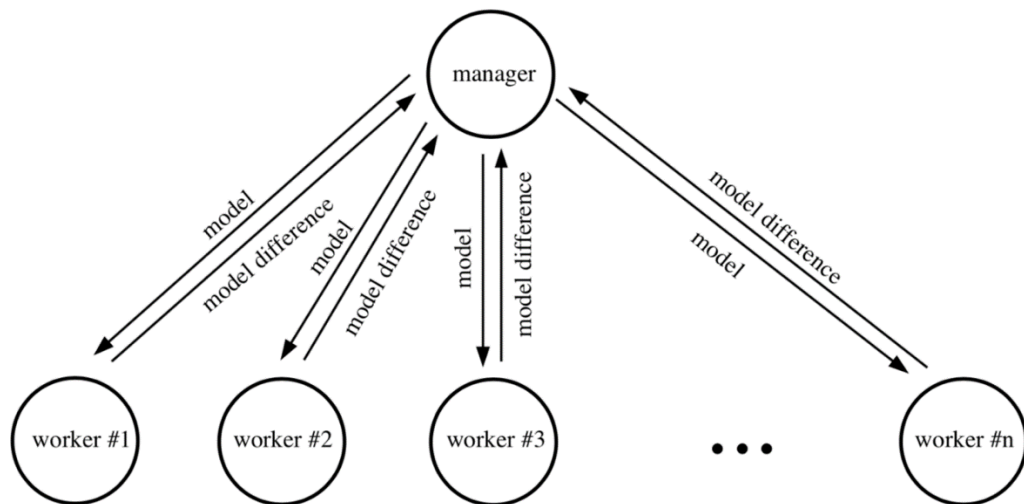 manager
model
model difference
model
model difference
model
model difference
model difference
model
worker #1
worker #2
worker #3
worker #n